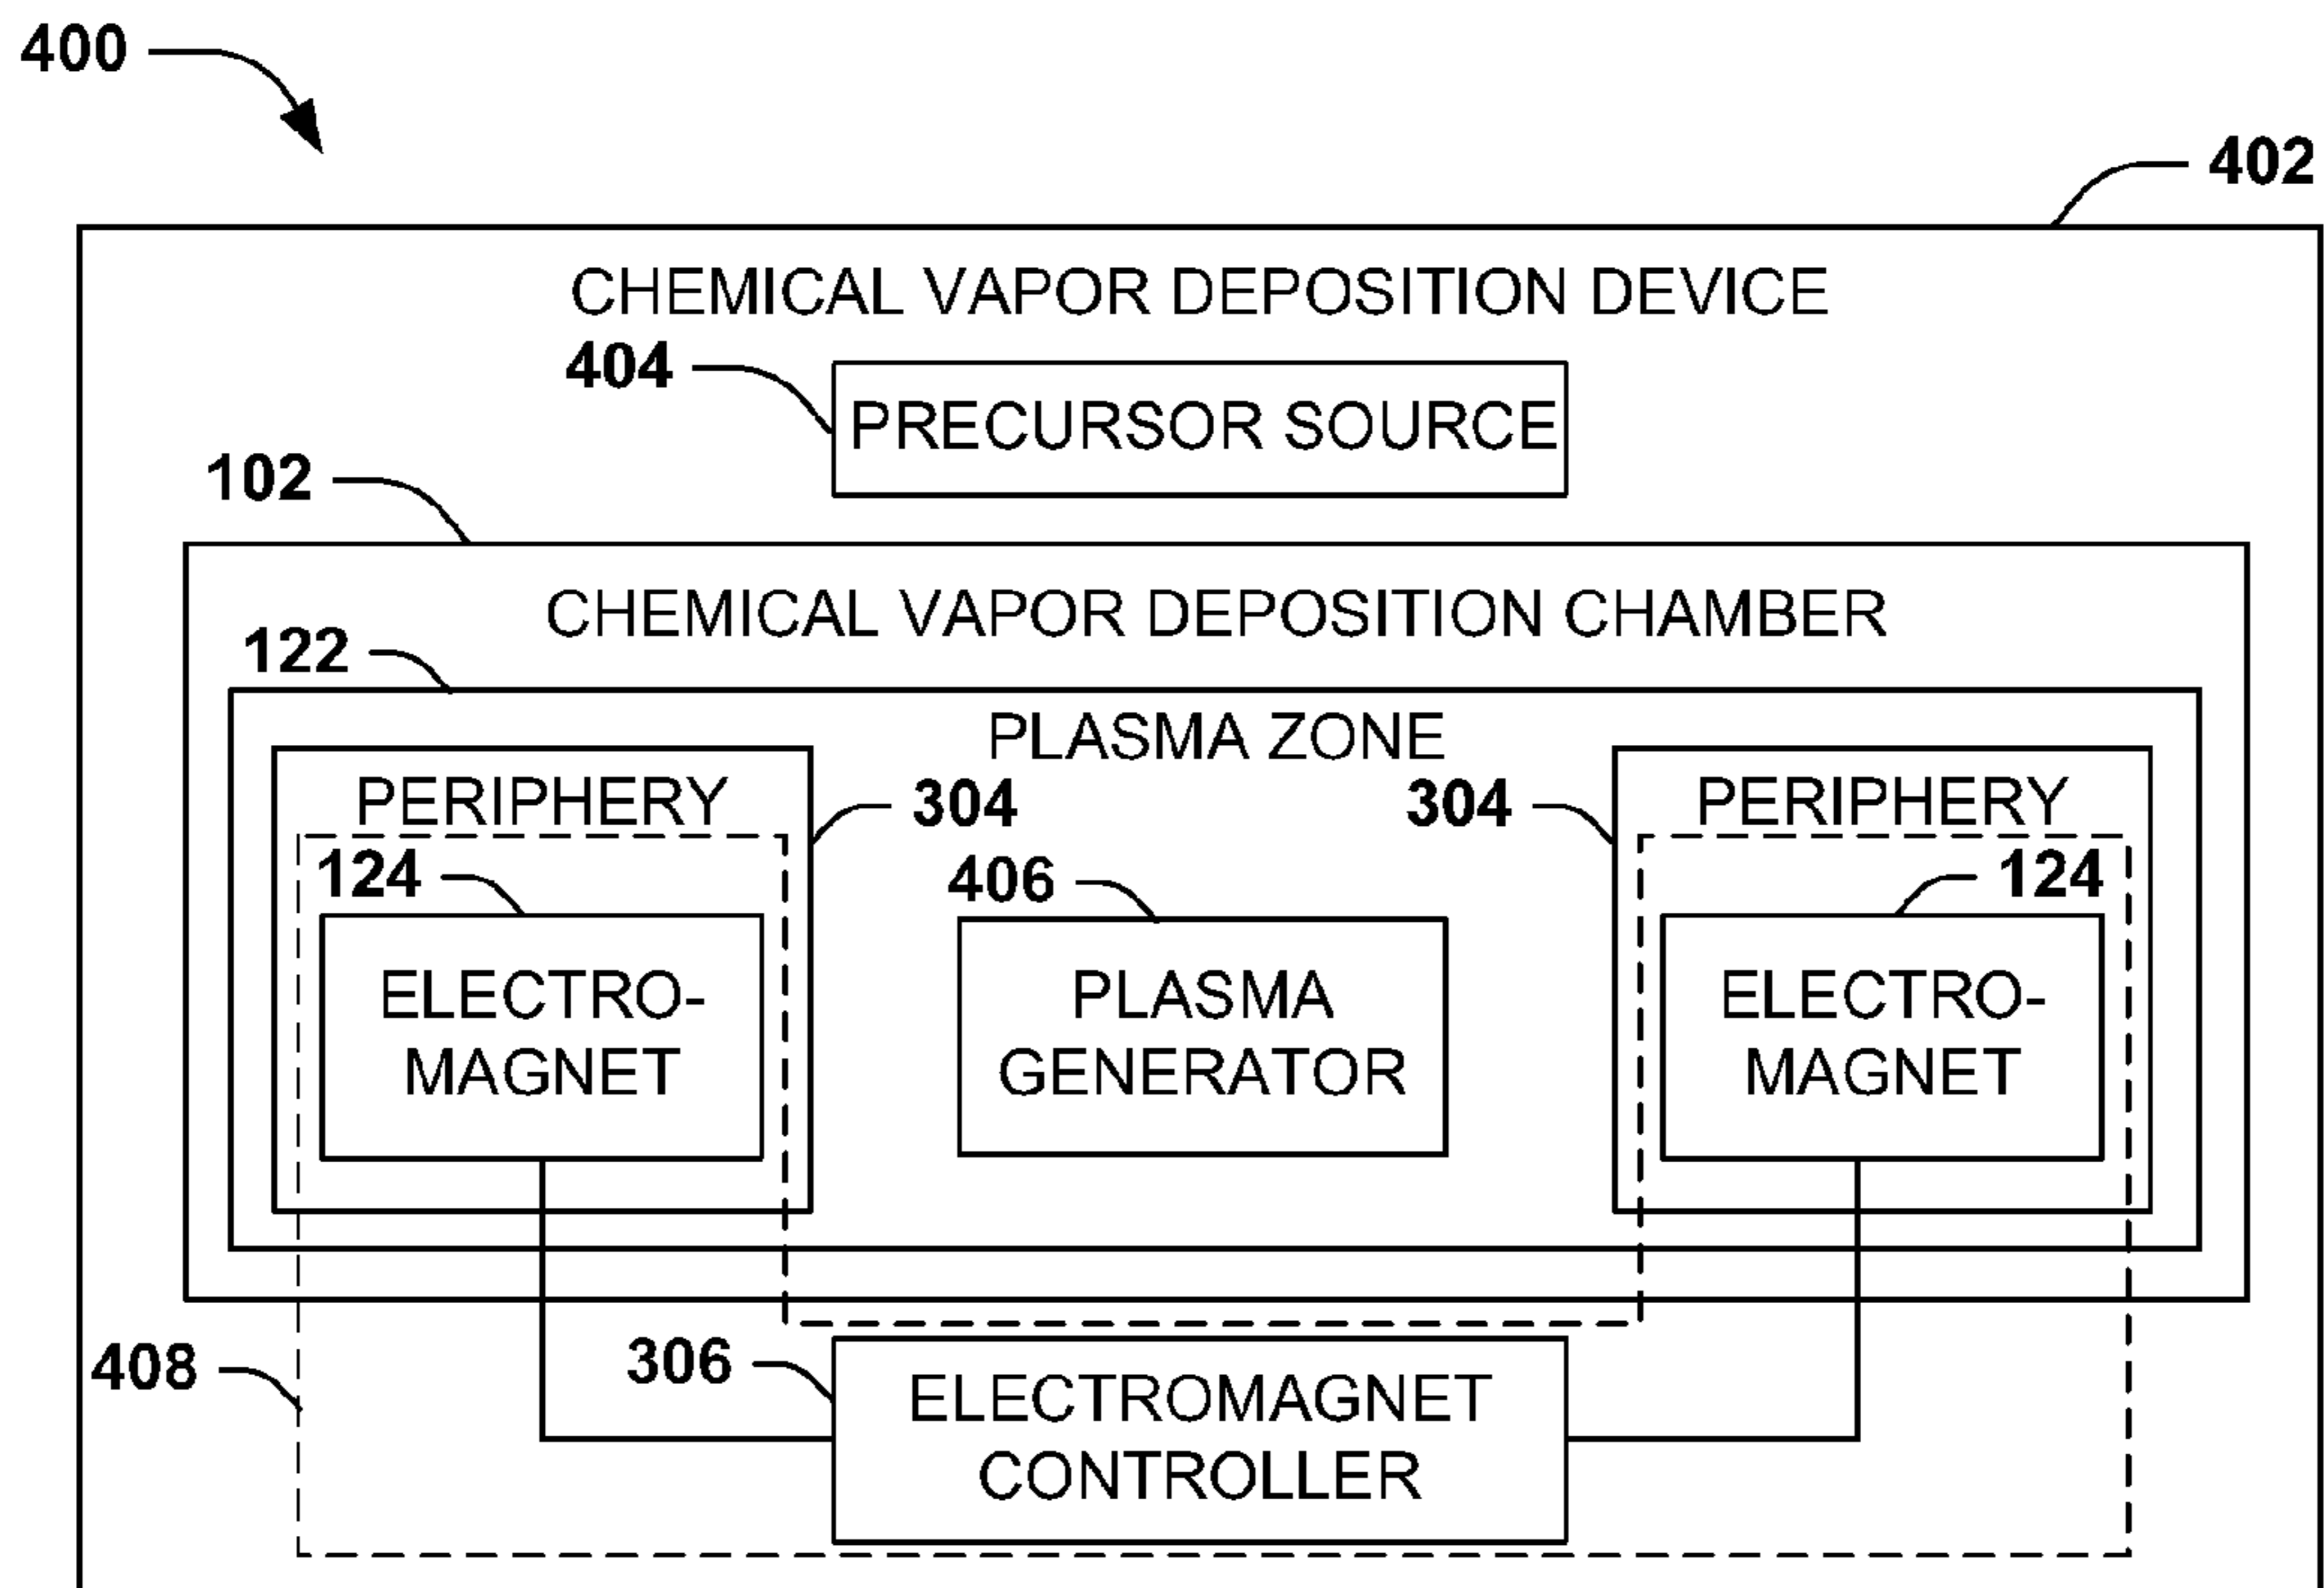 400
402
CHEMICAL VAPOR DEPOSITION DEVICE
404
PRECURSOR SOURCE
102
CHEMICAL VAPOR DEPOSITION CHAMBER
122
PLASMA ZONE
PERIPHERY
304
304
PERIPHERY
124
406
124
ELECTRO-
MAGNET
PLASMA
GENERATOR
ELECTRO-
MAGNET
408
306
ELECTROMAGNET
CONTROLLER